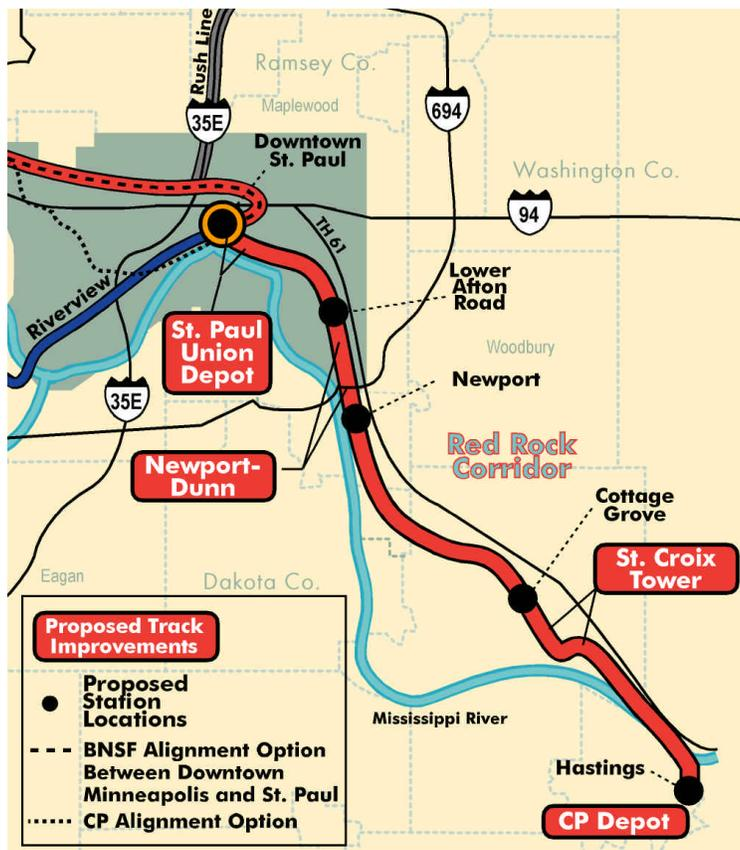 Rush Line
Ramsey Co.
Maplewood
35E
694
Downtown
St. Paul
Washington Co.
94
TH 61
Lower
Afton
Road
Riverview
St. Paul
Union
Depot
Woodbury
35E
Newport
Red Rock
Corridor
Newport-
Dunn
Cottage
Grove
St. Croix
Tower
Eagan
Dakota Co.
Proposed Track
Improvements
Proposed
Station
Locations
BNSF Alignment Option
Between Downtown
Minneapolis and St. Paul
CP Alignment Option
Mississippi River
Hastings
CP Depot